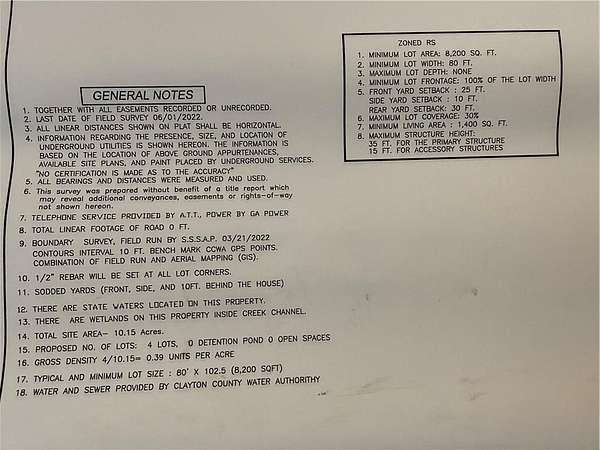 ZONED RS
1. MINIMUM LOT AREA: 8,200 SQ. FT.
2. MINIMUM LOT WIDTH: 80 FT.
3. MAXIMUM LOT DEPTH: NONE
4. MINIMUM LOT FRONTAGE: 100% OF THE LOT WIDTH
5. FRONT YARD SETBACK : 25 FT.
SIDE YARD SETBACK : 10 FT.
REAR YARD SETBACK: 30 FT.
6. MAXIMUM LOT COVERAGE: 30%
7. MINIMUM LIVING AREA : 1,400 SQ. FT.
8. MAXIMUM STRUCTURE HEIGHT:
35 FT. FOR THE PRIMARY STRUCTURE
15 FT. FOR ACCESSORY STRUCTURES
GENERAL NOTES
1. TOGETHER WITH ALL EASEMENTS RECORDED OR UNRECORDED.
2. LAST DATE OF FIELD SURVEY 06/01/2022.
3. ALL LINEAR DISTANCES SHOWN ON PLAT SHALL BE HORIZONTAL.
4. INFORMATION REGARDING THE PRESENCE, SIZE, AND LOCATION OF
UNDERGROUND UTILITIES IS SHOWN HEREON. THE INFORMATION IS
BASED ON THE LOCATION OF ABOVE GROUND APPURTENANCES,
AVAILABLE SITE PLANS, AND PAINT PLACED BY UNDERGROUND SERVICES.
"NO CERTIFICATION IS MADE AS TO THE ACCURACY"
5. ALL BEARINGS AND DISTANCES WERE MEASURED AND USED.
6. This survey was prepared without benefit of a title report which
may reveal additional conveyances, easements or rights-of-way
not shown hereon.
7. TELEPHONE SERVICE PROVIDED BY A.T.T., POWER BY GA POWER
8. TOTAL LINEAR FOOTAGE OF ROAD 0 FT.
9. BOUNDARY SURVEY, FIELD RUN BY S.S.S.A.P. 03/21/2022
CONTOURS INTERVAL 10 FT. BENCH MARK CCWA GPS POINTS.
COMBINATION OF FIELD RUN AND AERIAL MAPPING (GIS).
10. 1/2" REBAR WILL BE SET AT ALL LOT CORNERS.
11. SODDED YARDS (FRONT, SIDE, AND 10FT. BEHIND THE HOUSE)
12. THERE ARE STATE WATERS LOCATED ON THIS PROPERTY.
13. THERE ARE WETLANDS ON THIS PROPERTY INSIDE CREEK CHANNEL.
14. TOTAL SITE AREA- 10.15 Acres.
15. PROPOSED NO. OF LOTS: 4 LOTS, 0 DETENTION POND 0 OPEN SPACES
16. GROSS DENSITY 4/10.15= 0.39 UNITS PER ACRE
17. TYPICAL AND MINIMUM LOT SIZE : 80' X 102.5 (8,200 SQFT)
18. WATER AND SEWER PROVIDED BY CLAYTON COUNTY WATER AUTHORITHY